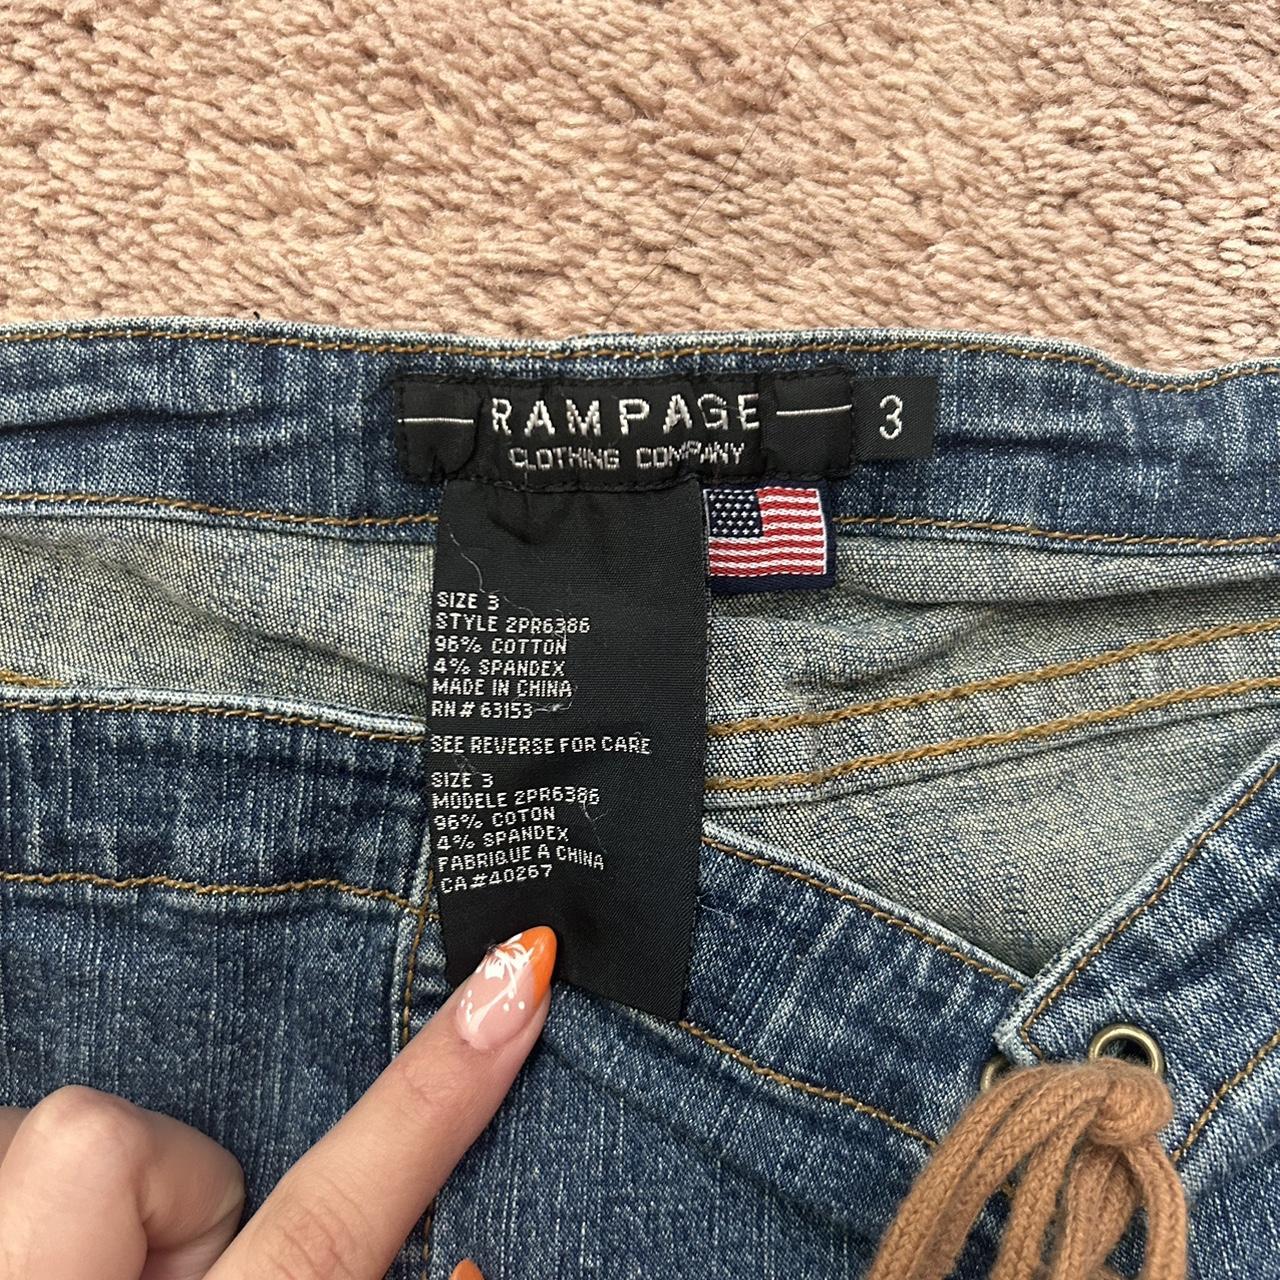 RAMPAGE
CLOTHING COMPANY
3
SIZE 3
STYLE 2PR6386
96% COTTON
4% SPANDEX
MADE IN CHINA
RN# 63153
SEE REVERSE FOR CARE
SIZE 3
MODELE 2PR6386
96% COTON
4% SPANDEX
FABRIQUE A CHINA
CA#40267